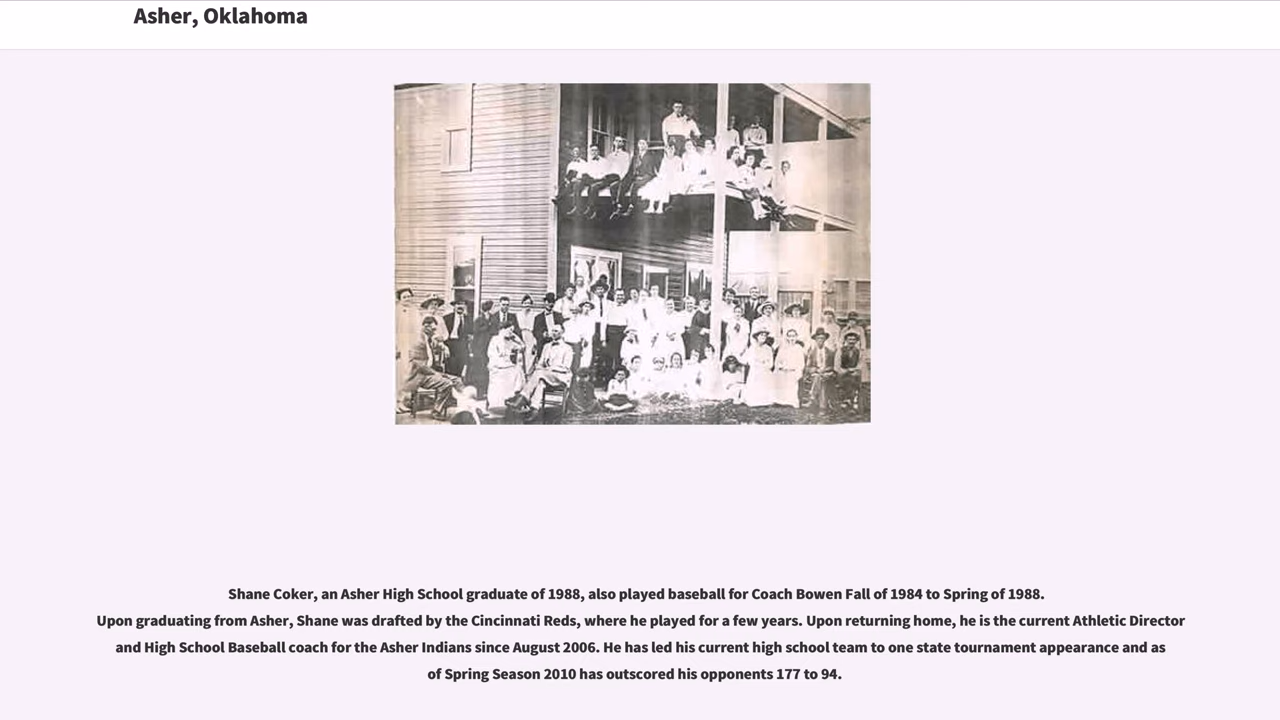 Asher, Oklahoma
Shane Coker, an Asher High School graduate of 1988, also played baseball for Coach Bowen Fall of 1984 to Spring of 1988.
Upon graduating from Asher, Shane was drafted by the Cincinnati Reds, where he played for a few years. Upon returning home, he is the current Athletic Director
and High School Baseball coach for the Asher Indians since August 2006. He has led his current high school team to one state tournament appearance and as
of Spring Season 2010 has outscored his opponents 177 to 94.